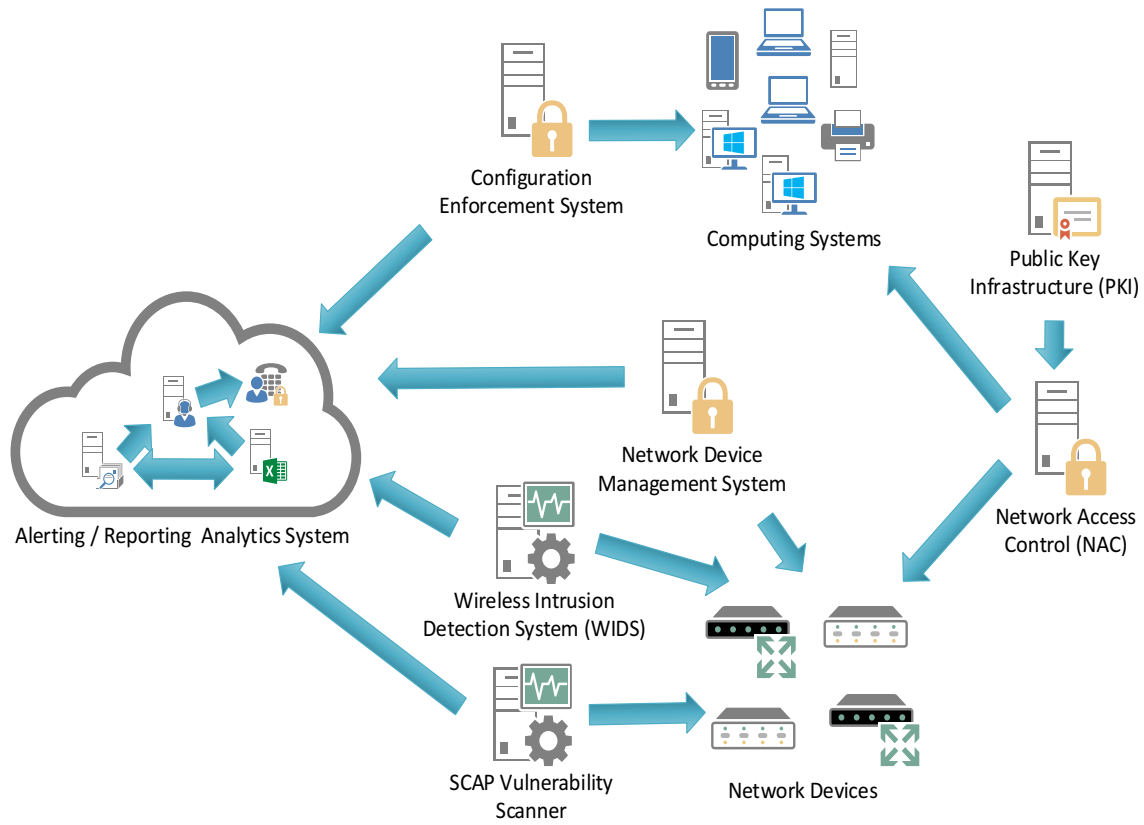 Configuration
Enforcement System
Computing Systems
Public Key
Infrastructure (PKI)
Network Device
Management System
Network Access
Control (NAC)
Alerting / Reporting  Analytics System
Wireless Intrusion
Detection System (WIDS)
SCAP Vulnerability
Scanner
Network Devices
X